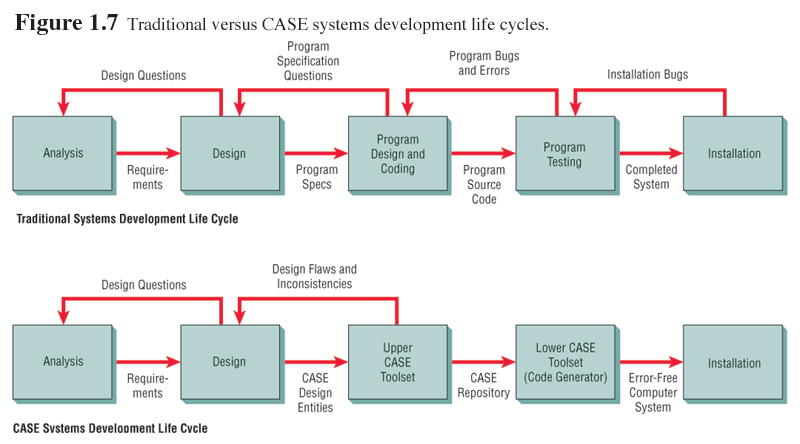 Figure 1.7 Traditional versus CASE systems development life cycles.
Design Questions
Program
Specification
Questions
Program Bugs
and Errors
Installation Bugs
Analysis
Require-
ments
Design
Program
Specs
Program
Design and
Coding
Program
Source
Code
Program
Testing
Completed
System
Installation
Traditional Systems Development Life Cycle
Design Questions
Design Flaws and
Inconsistencies
Analysis
Require-
ments
Design
CASE
Design
Entities
Upper
CASE
Toolset
CASE
Repository
Lower CASE
Toolset
(Code Generator)
Error-Free
Computer
System
Installation
CASE Systems Development Life Cycle